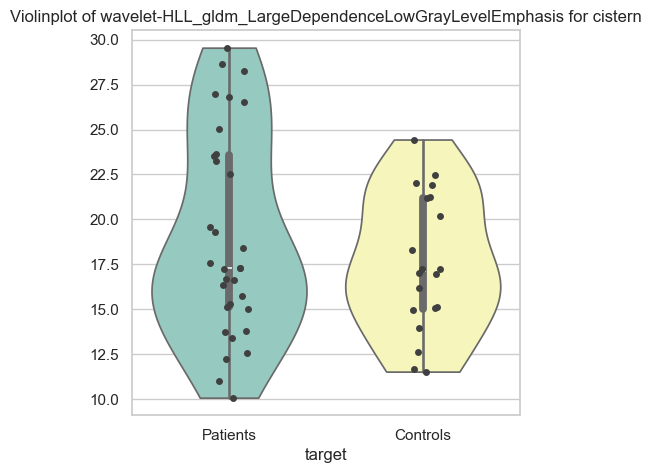 Violinplot of wavelet-HLL_gldm_LargeDependenceLowGrayLevelEmphasis for cistern
30.0
27.5
25.0
22.5
20.0
17.5
15.0
12.5
10.0
Patients
Controls
target